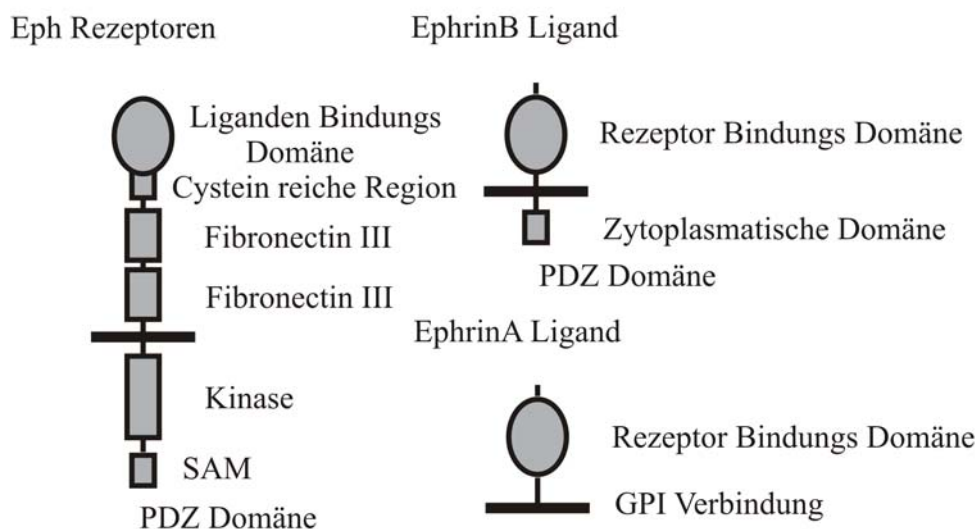 Eph Rezeptoren
Liganden Bindungs
Domäne
Cystein reiche Region
Fibronectin III
Fibronectin III
Kinase
SAM
PDZ Domäne
EphrinB Ligand
Rezeptor Bindungs Domäne
Zytoplasmatische Domäne
PDZ Domäne
EphrinA Ligand
Rezeptor Bindungs Domäne
GPI Verbindung